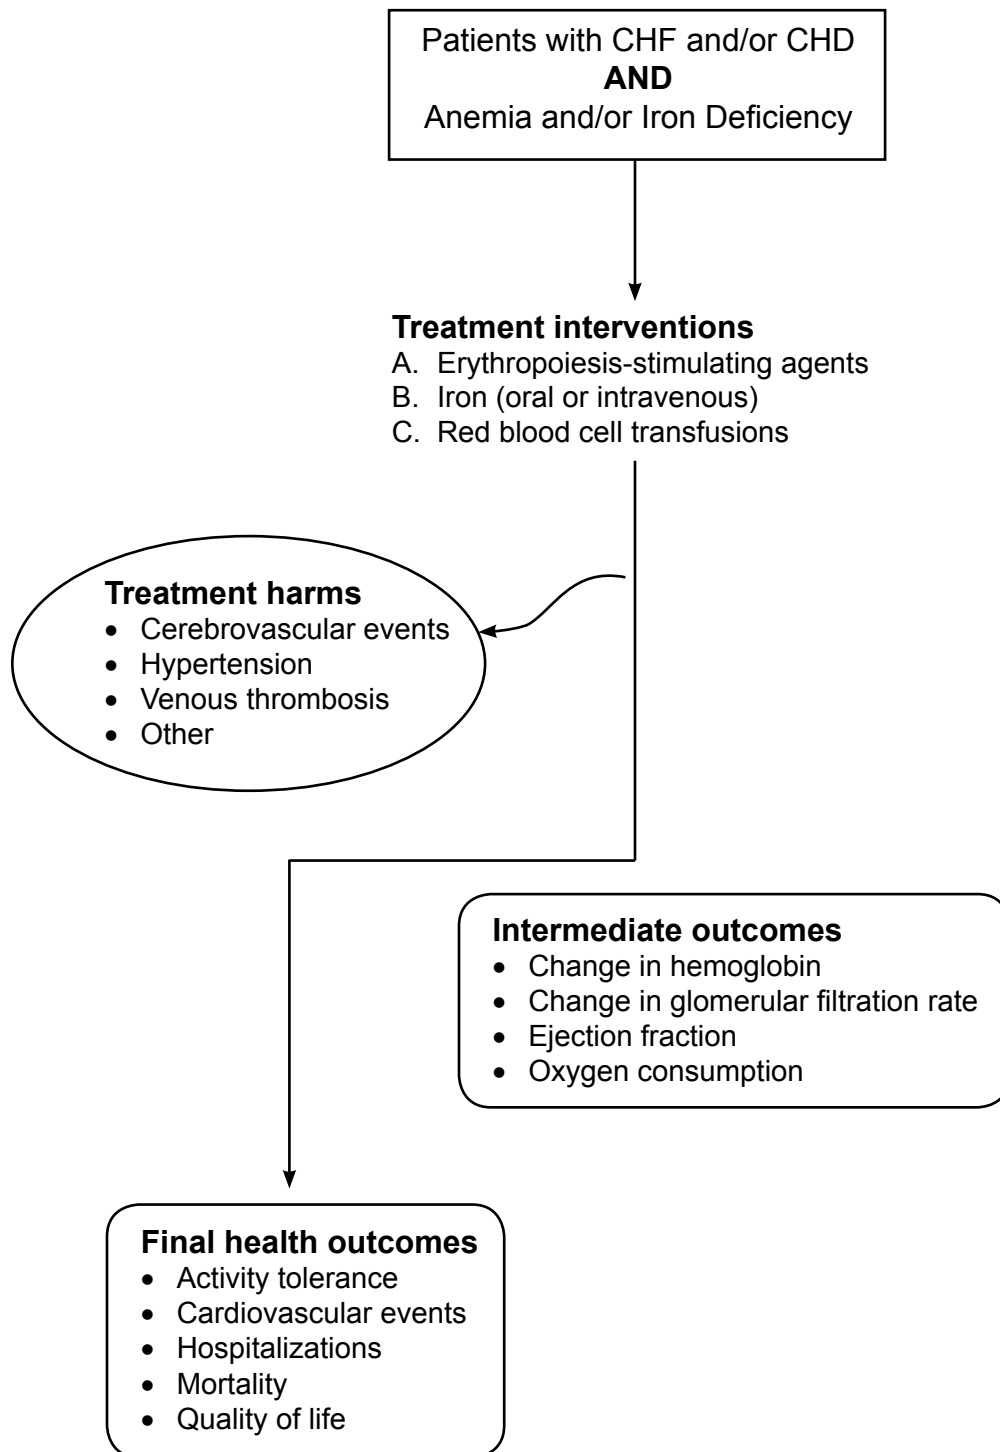 Patients with CHF and/or CHD
AND
Anemia and/or Iron Deficiency
Treatment interventions
A. Erythropoiesis-stimulating agents
B. Iron (oral or intravenous)
C. Red blood cell transfusions
Treatment harms
• Cerebrovascular events
• Hypertension
• Venous thrombosis
• Other
Intermediate outcomes
• Change in hemoglobin
• Change in glomerular filtration rate
• Ejection fraction
• Oxygen consumption
Final health outcomes
• Activity tolerance
• Cardiovascular events
• Hospitalizations
• Mortality
• Quality of life